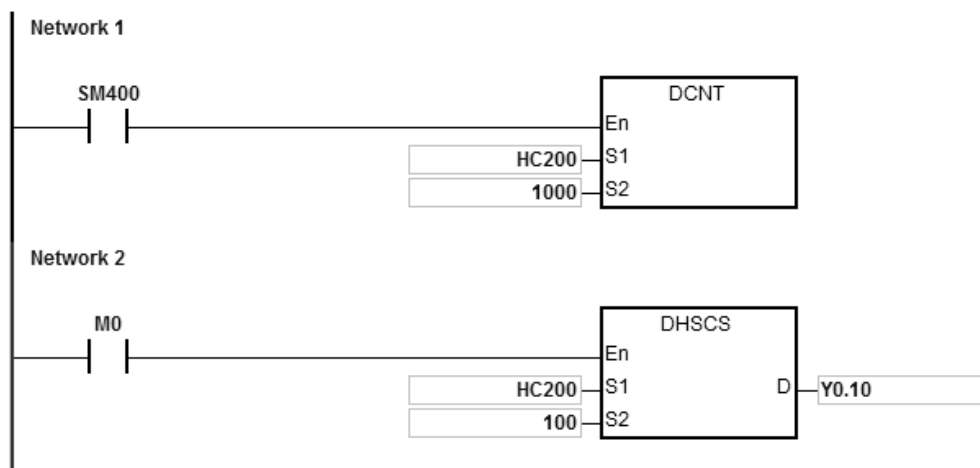 Network 1
SM400
DCNT
En
HC200 S1
1000 S2
Network 2
M0
DHSCS
En
HC200 S1 D Y0.10
100 S2